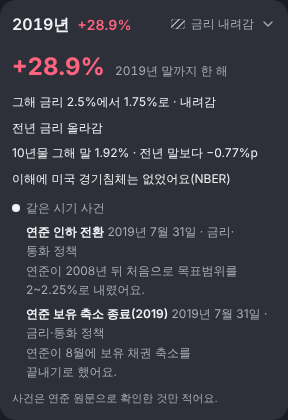 2019년 +28.9% 금리 내려감
+28.9% 2019년 말까지 한 해
그해 금리 2.5%에서 1.75%로 · 내려감
전년 금리 올라감
10년물 그해 말 1.92% · 전년 말보다 −0.77%p
이해에 미국 경기침체는 없었어요(NBER)
같은 시기 사건
연준 인하 전환 2019년 7월 31일 · 금리·
통화 정책
연준이 2008년 뒤 처음으로 목표범위를
2~2.25%로 내렸어요.
연준 보유 축소 종료(2019) 2019년 7월 31일 ·
금리·통화 정책
연준이 8월에 보유 채권 축소를
끝내기로 했어요.
사건은 연준 원문으로 확인한 것만 적어요.